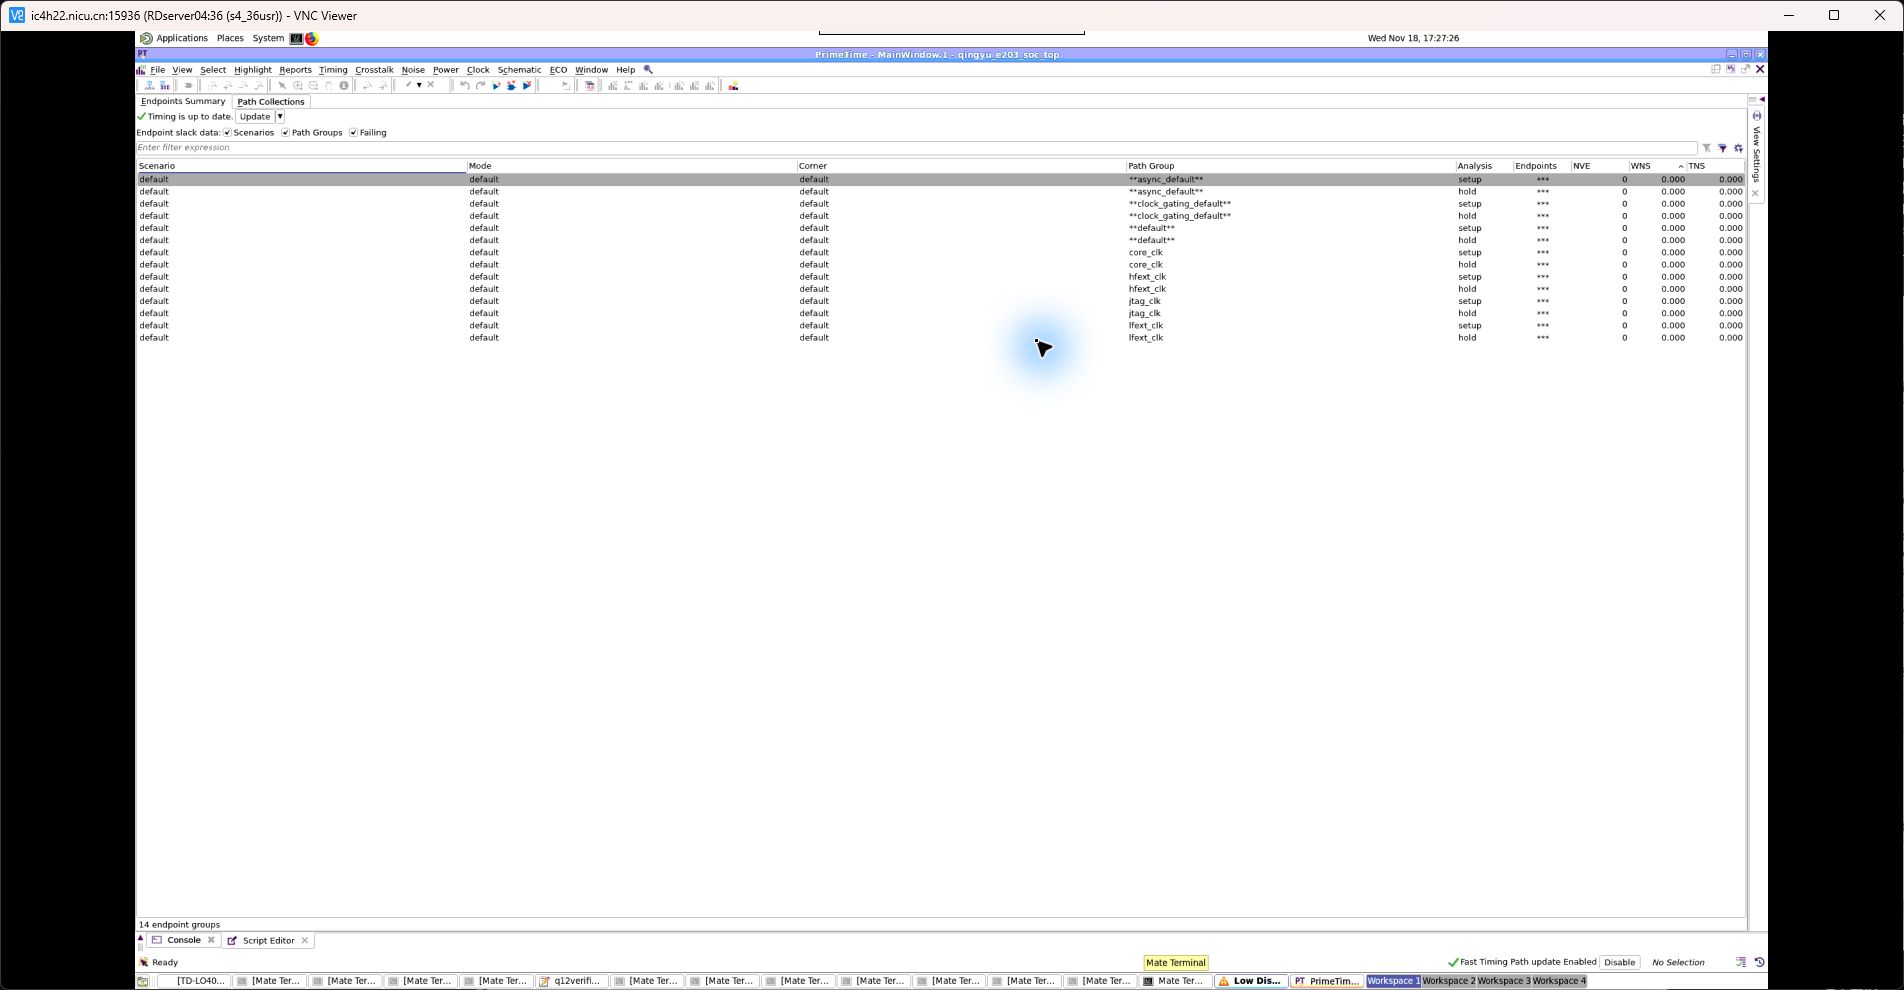 ic4h22.nicu.cn:15936 (RDserver04:36 (s4_36usr)) - VNC Viewer
Applications Places System Wed Nov 18, 17:27:26
PT PrimeTime - MainWindow.1 - qingyu_e203_soc_top
File View Select Highlight Reports Timing Crosstalk Noise Power Clock Schematic ECO Window Help
Endpoints Summary Path Collections
Timing is up to date. Update
Endpoint slack data: Scenarios Path Groups Failing
Enter filter expression
View Settings
Scenario Mode Corner Path Group Analysis Endpoints NVE WNS TNS
default default default **async_default** setup *** 0 0.000 0.000
default default default **async_default** hold *** 0 0.000 0.000
default default default **clock_gating_default** setup *** 0 0.000 0.000
default default default **clock_gating_default** hold *** 0 0.000 0.000
default default default **default** setup *** 0 0.000 0.000
default default default **default** hold *** 0 0.000 0.000
default default default core_clk setup *** 0 0.000 0.000
default default default core_clk hold *** 0 0.000 0.000
default default default hfext_clk setup *** 0 0.000 0.000
default default default hfext_clk hold *** 0 0.000 0.000
default default default jtag_clk setup *** 0 0.000 0.000
default default default jtag_clk hold *** 0 0.000 0.000
default default default lfext_clk setup *** 0 0.000 0.000
default default default lfext_clk hold *** 0 0.000 0.000
14 endpoint groups
Console Script Editor
Ready Mate Terminal Fast Timing Path update Enabled Disable No Selection
[TD-LO40... [Mate Ter... [Mate Ter... [Mate Ter... [Mate Ter... q12verifi... [Mate Ter... [Mate Ter... [Mate Ter... [Mate Ter... [Mate Ter... [Mate Ter... [Mate Ter... Mate Ter... Low Dis... PT PrimeTim... Workspace 1 Workspace 2 Workspace 3 Workspace 4